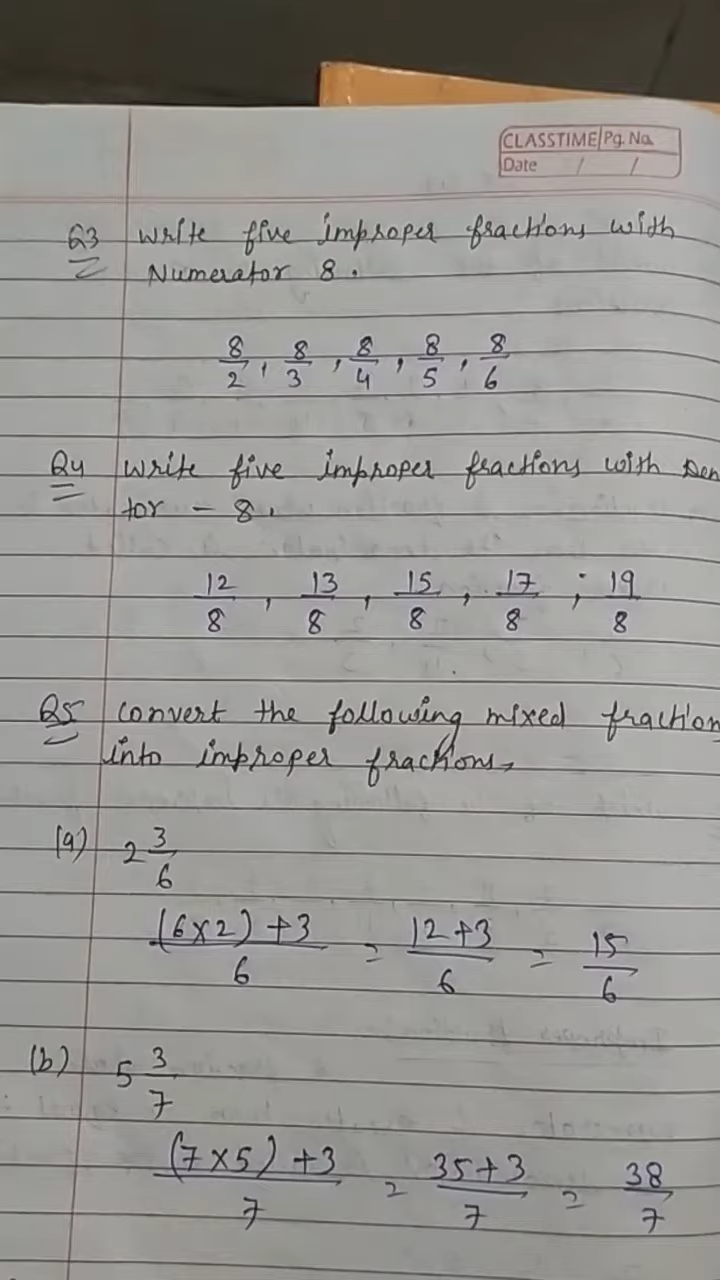 CLASSTIME Pg. No.
Date / /
Q3 Write five improper fractions with
Numerator 8.
8/2, 8/3, 8/4, 8/5, 8/6
Q4 Write five improper fractions with Den
tor - 8.
12/8, 13/8, 15/8, 17/8; 19/8
Q5 convert the following mixed fraction
into improper fractions,
(a) 2 3/6
(6×2)+3/6 = 12+3/6 = 15/6
(b) 5 3/7
(7×5)+3/7 = 35+3/7 = 38/7